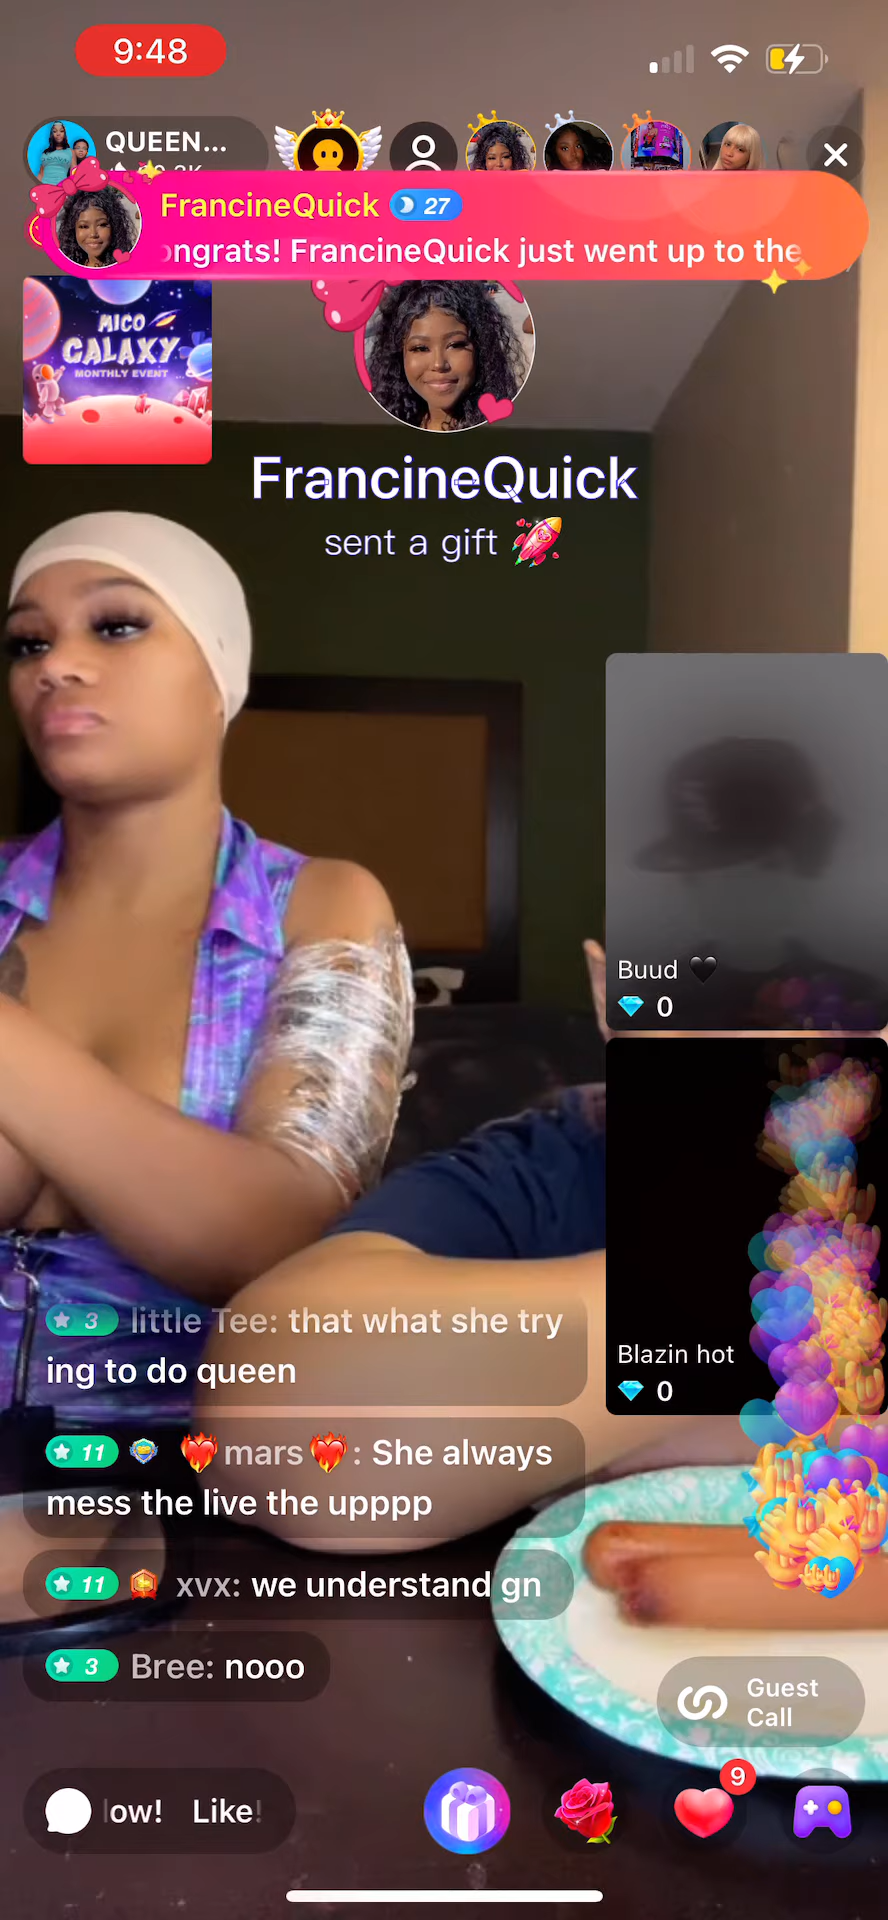 9:48
QUEEN...
FrancineQuick 27
ongrats! FrancineQuick just went up to the
MICO
GALAXY
MONTHLY EVENT
FrancineQuick
sent a gift
Buud
0
Blazin hot
0
3 little Tee: that what she try
ing to do queen
11 mars: She always
mess the live the upppp
11 xvx: we understand gn
3 Bree: nooo
Guest
Call
ow! Like!
9